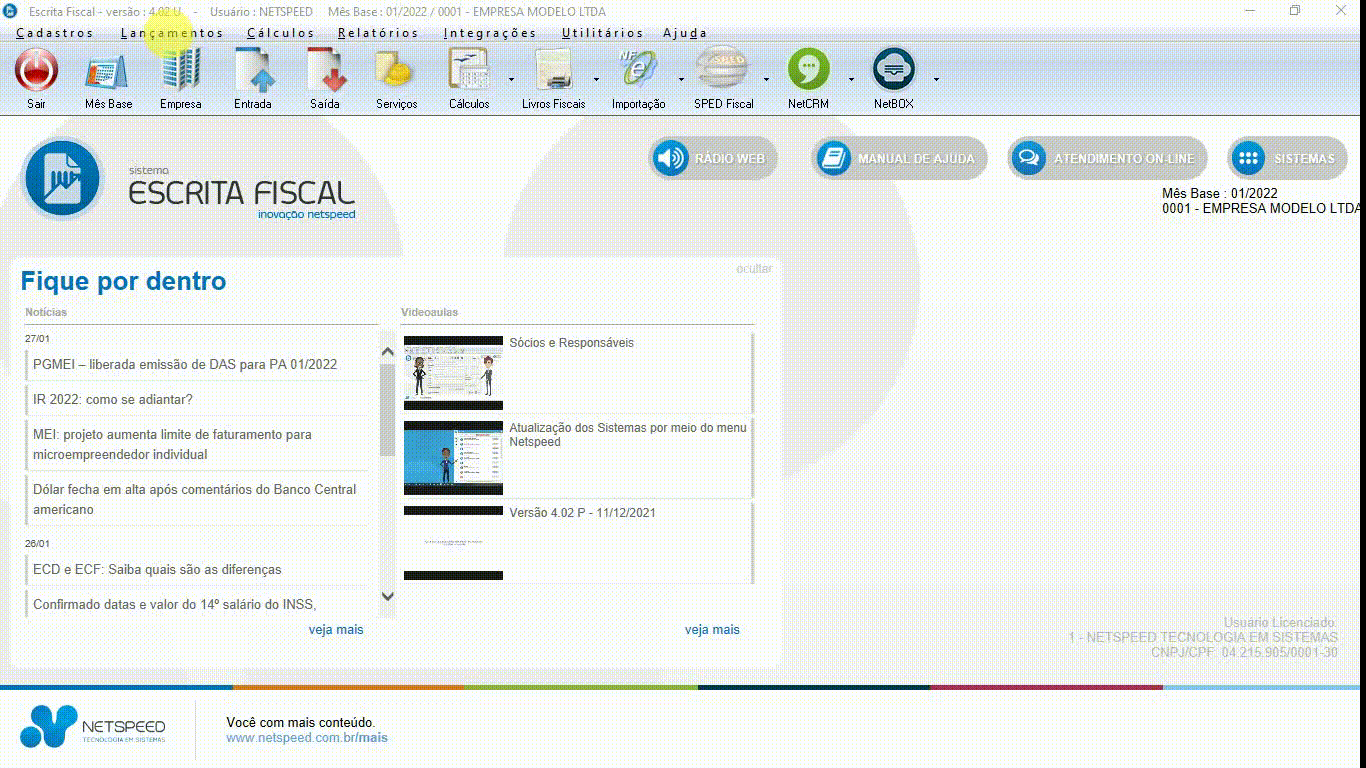 Escrita Fiscal - versão : 4.02 U - Usuário : NETSPEED Mês Base : 01/2022 / 0001 - EMPRESA MODELO LTDA
Cadastros Lançamentos Cálculos Relatórios Integrações Utilitários Ajuda
Sair Mês Base Empresa Entrada Saída Serviços Cálculos Livros Fiscais Importação SPED Fiscal NetCRM NetBOX
RÁDIO WEB MANUAL DE AJUDA ATENDIMENTO ON-LINE SISTEMAS
sistema
ESCRITA FISCAL
inovação netspeed
Mês Base : 01/2022
0001 - EMPRESA MODELO LTDA
Fique por dentro
ocultar
Notícias
27/01
PGMEI – liberada emissão de DAS para PA 01/2022
IR 2022: como se adiantar?
MEI: projeto aumenta limite de faturamento para
microempreendedor individual
Dólar fecha em alta após comentários do Banco Central
americano
26/01
ECD e ECF: Saiba quais são as diferenças
Confirmado datas e valor do 14º salário do INSS,
veja mais
Videoaulas
Sócios e Responsáveis
Atualização dos Sistemas por meio do menu
Netspeed
Versão 4.02 P - 11/12/2021
veja mais
Usuário Licenciado:
1 - NETSPEED TECNOLOGIA EM SISTEMAS
CNPJ/CPF: 04.215.905/0001-30
NETSPEED
TECNOLOGIA EM SISTEMAS
Você com mais conteúdo.
www.netspeed.com.br/mais